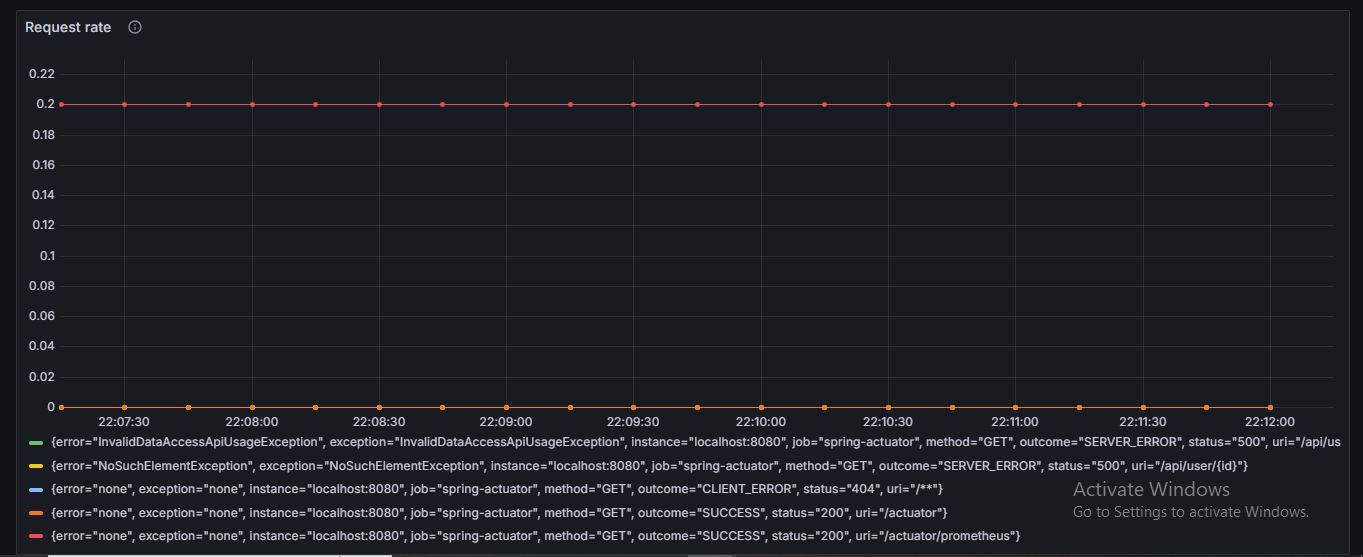 Request rate
0.22
0.2
0.18
0.16
0.14
0.12
0.1
0.08
0.06
0.04
0.02
0
22:07:30 22:08:00 22:08:30 22:09:00 22:09:30 22:10:00 22:10:30 22:11:00 22:11:30 22:12:00
{error="InvalidDataAccessApiUsageException", exception="InvalidDataAccessApiUsageException", instance="localhost:8080", job="spring-actuator", method="GET", outcome="SERVER_ERROR", status="500", uri="/api/us
{error="NoSuchElementException", exception="NoSuchElementException", instance="localhost:8080", job="spring-actuator", method="GET", outcome="SERVER_ERROR", status="500", uri="/api/user/{id}"}
{error="none", exception="none", instance="localhost:8080", job="spring-actuator", method="GET", outcome="CLIENT_ERROR", status="404", uri="/**"}
{error="none", exception="none", instance="localhost:8080", job="spring-actuator", method="GET", outcome="SUCCESS", status="200", uri="/actuator"}
{error="none", exception="none", instance="localhost:8080", job="spring-actuator", method="GET", outcome="SUCCESS", status="200", uri="/actuator/prometheus"}
Activate Windows
Go to Settings to activate Windows.